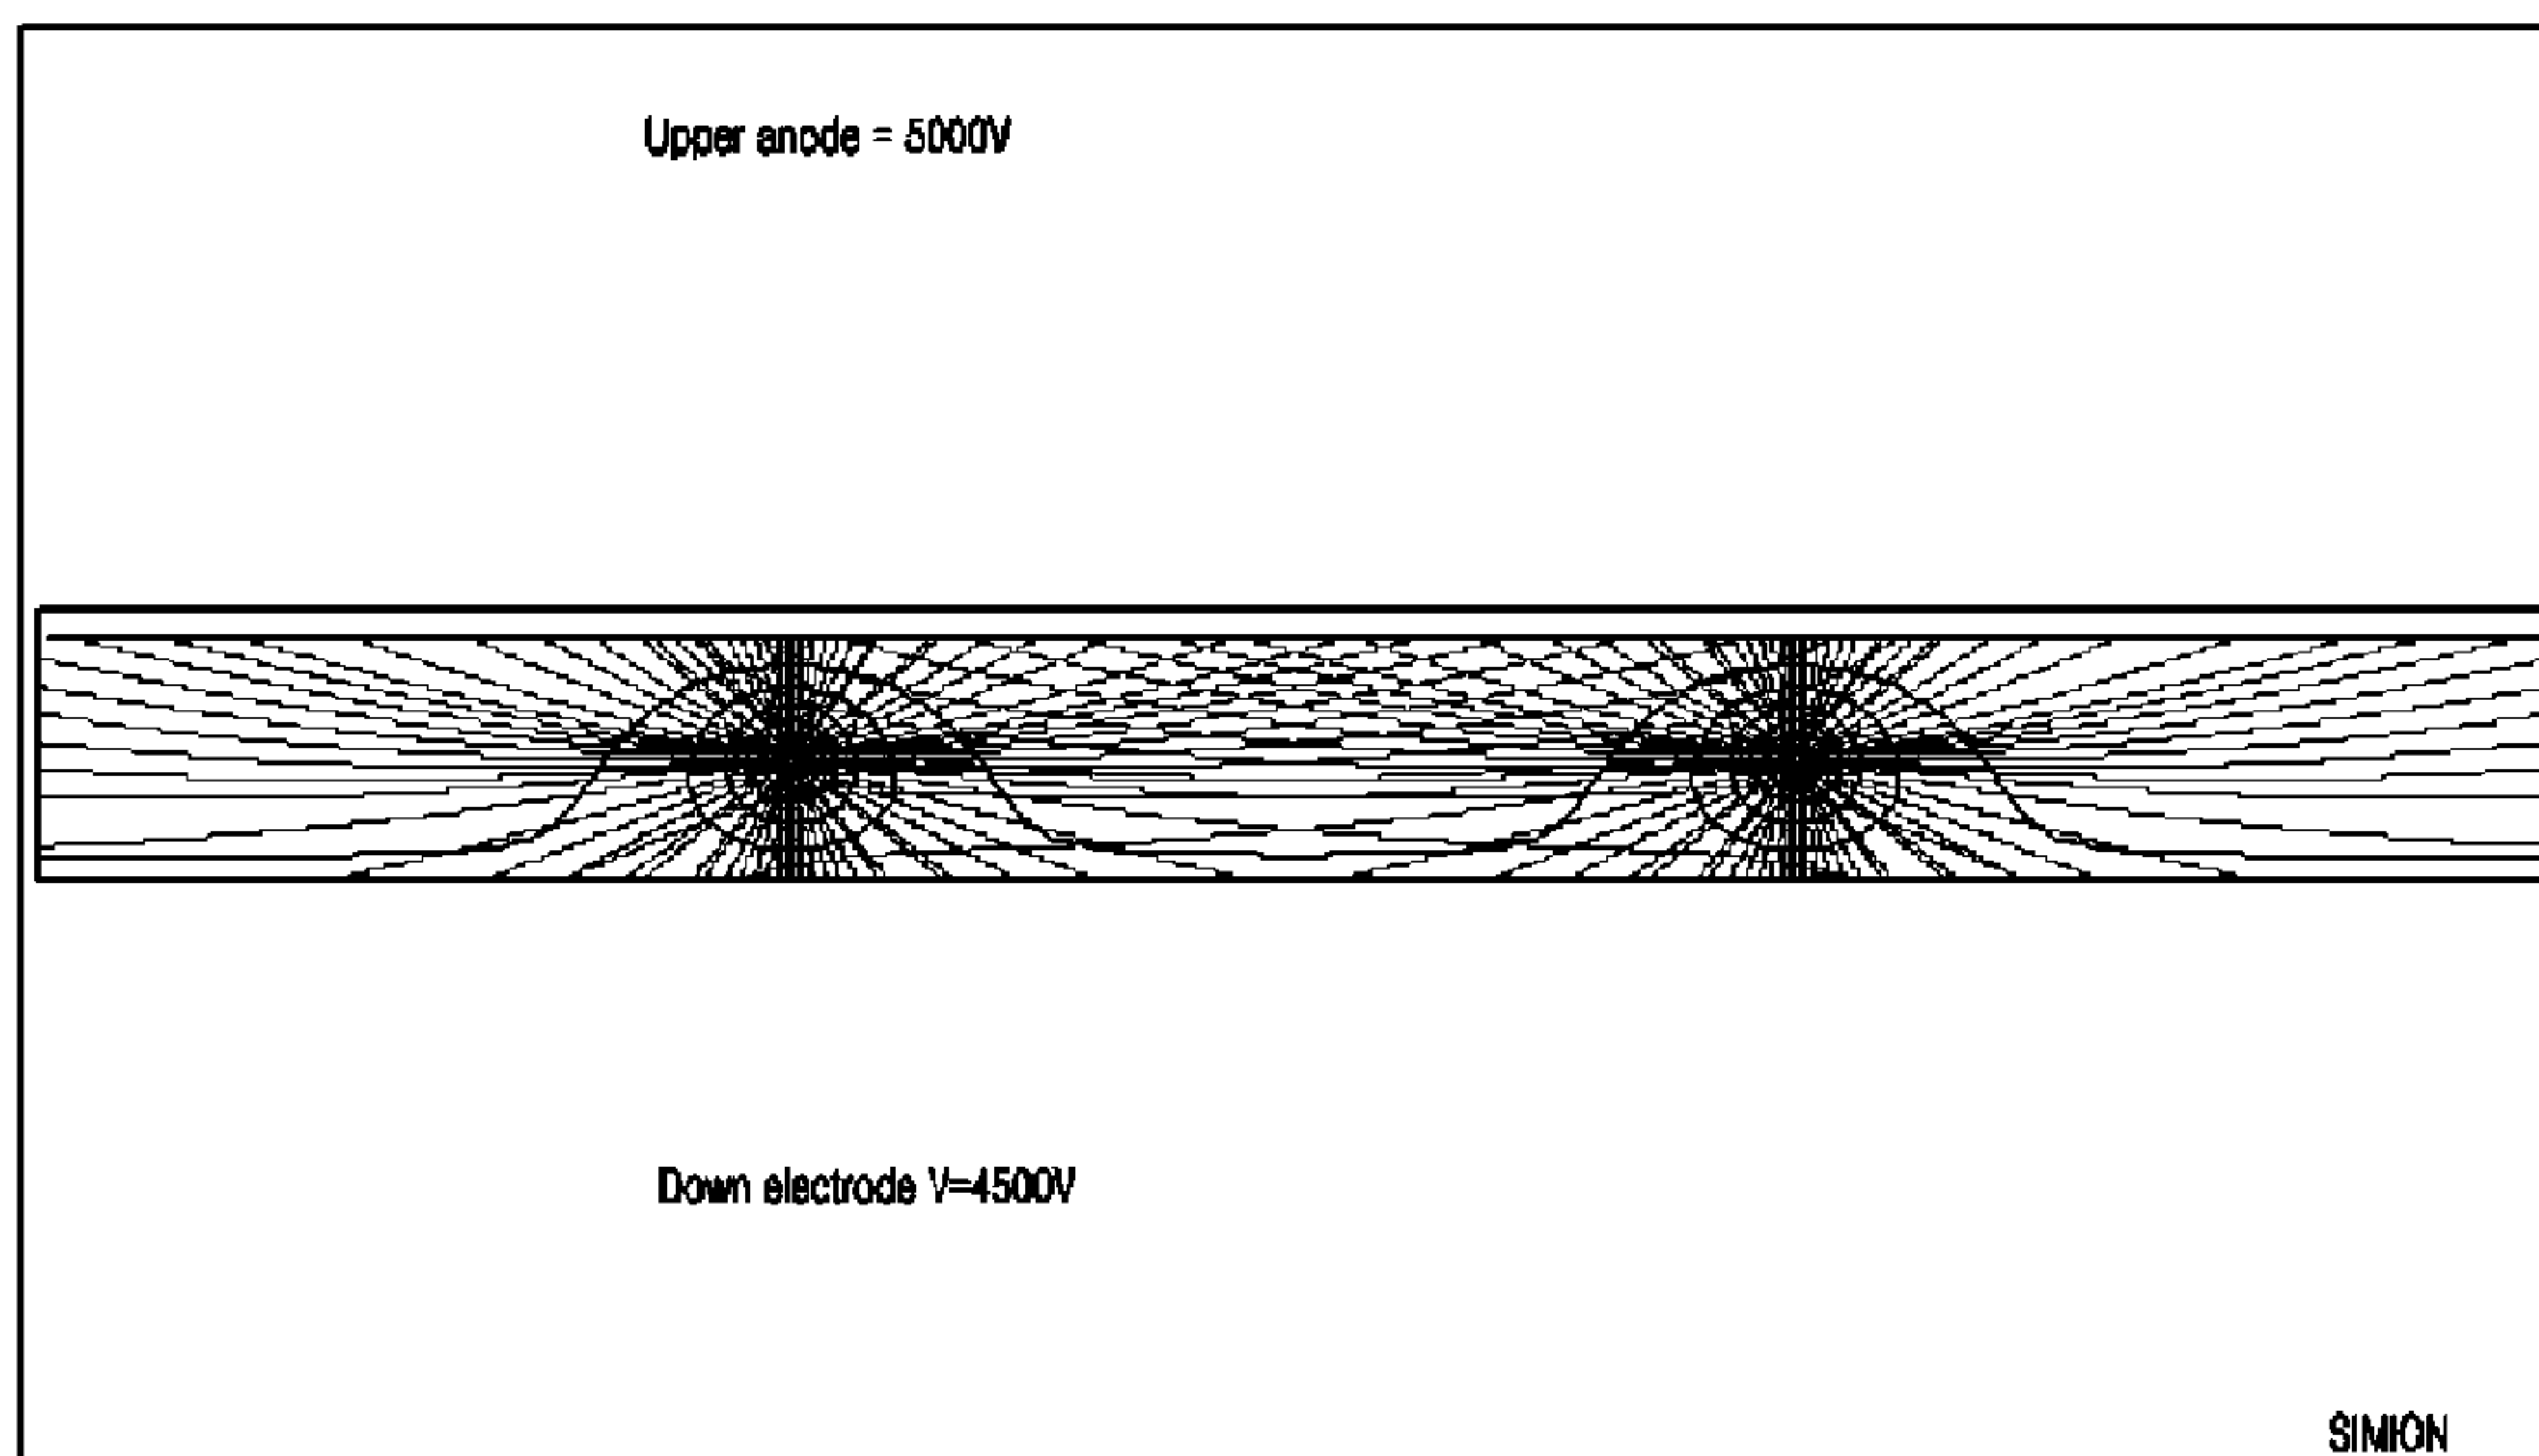 Upper anode = 5000V
Down electrode V=4500V
SIMION